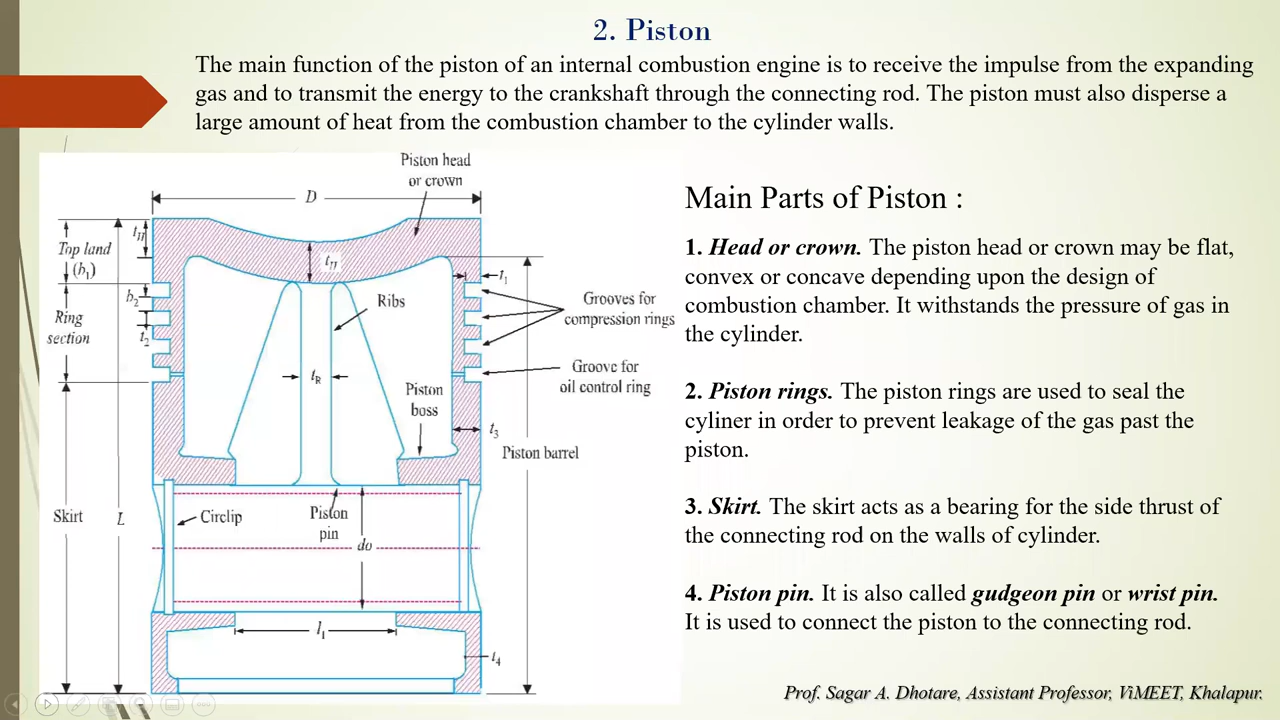 2. Piston
The main function of the piston of an internal combustion engine is to receive the impulse from the expanding
gas and to transmit the energy to the crankshaft through the connecting rod. The piston must also disperse a
large amount of heat from the combustion chamber to the cylinder walls.
Piston head
or crown
D
t_H
Top land
(b₁)
t_H
t₁
b₂
Ring
section
t₂
Ribs
Grooves for
compression rings
t_R
Groove for
oil control ring
Piston
boss
t₃
Piston barrel
Skirt
L
Circlip
Piston
pin
do
l₁
t₄
Main Parts of Piston :
1. Head or crown. The piston head or crown may be flat,
convex or concave depending upon the design of
combustion chamber. It withstands the pressure of gas in
the cylinder.
2. Piston rings. The piston rings are used to seal the
cyliner in order to prevent leakage of the gas past the
piston.
3. Skirt. The skirt acts as a bearing for the side thrust of
the connecting rod on the walls of cylinder.
4. Piston pin. It is also called gudgeon pin or wrist pin.
It is used to connect the piston to the connecting rod.
Prof. Sagar A. Dhotare, Assistant Professor, ViMEET, Khalapur.